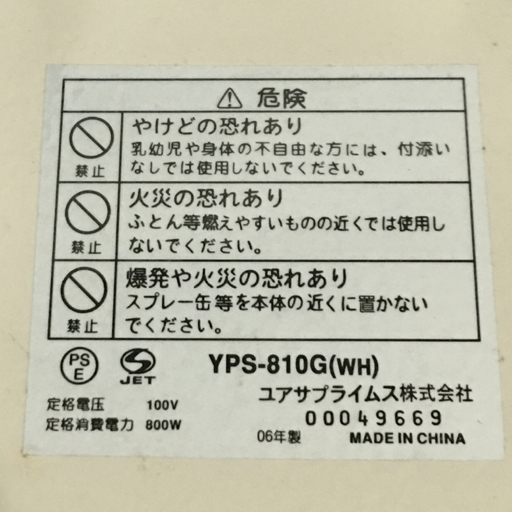 ⚠ 危険
やけどの恐れあり
乳幼児や身体の不自由な方には、付添い
なしでは使用しないでください。
禁止
火災の恐れあり
ふとん等燃えやすいものの近くでは使用し
ないでください。
禁止
爆発や火災の恐れあり
スプレー缶等を本体の近くに置かない
でください。
禁止
PS
E
JET
YPS-810G(WH)
ユアサプライムス株式会社
定格電圧 100V
00049669
定格消費電力 800W
06年製 MADE IN CHINA